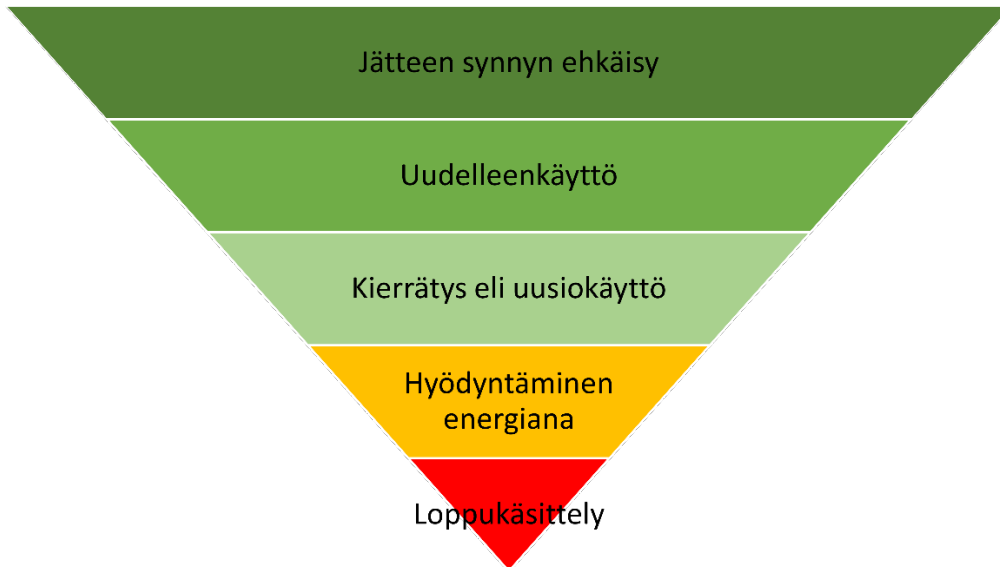 Jätteen synnyn ehkäisy
Uudelleenkäyttö
Kierrätys eli uusiokäyttö
Hyödyntäminen
energiana
Loppukäsittely